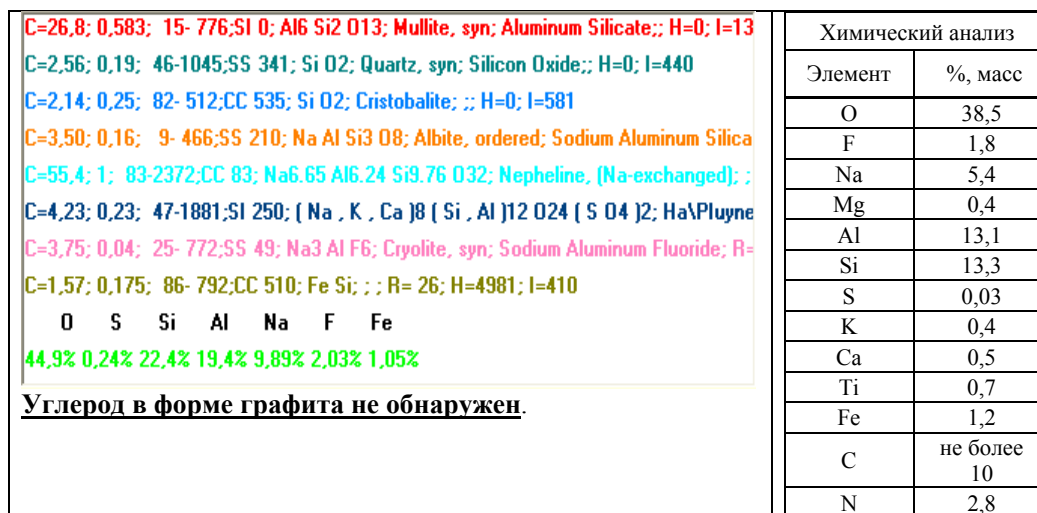 C=26,8; 0,583; 15- 776;SI 0; Al6 Si2 O13; Mullite, syn; Aluminum Silicate;; H=0; I=13
C=2,56; 0,19; 46-1045;SS 341; Si O2; Quartz, syn; Silicon Oxide;; H=0; I=440
C=2,14; 0,25; 82- 512;CC 535; Si O2; Cristobalite; ;; H=0; I=581
C=3,50; 0,16; 9- 466;SS 210; Na Al Si3 O8; Albite, ordered; Sodium Aluminum Silica
C=55,4; 1; 83-2372;CC 83; Na6.65 Al6.24 Si9.76 O32; Nepheline, (Na-exchanged); ;
C=4,23; 0,23; 47-1881;SI 250; ( Na , K , Ca )8 ( Si , Al )12 O24 ( S O4 )2; Ha\Pluyne
C=3,75; 0,04; 25- 772;SS 49; Na3 Al F6; Cryolite, syn; Sodium Aluminum Fluoride; R=
C=1,57; 0,175; 86- 792;CC 510; Fe Si; ; ; R= 26; H=4981; I=410
O S Si Al Na F Fe
44,9% 0,24% 22,4% 19,4% 9,89% 2,03% 1,05%
Углерод в форме графита не обнаружен.
Химический анализ
Элемент %, масс
O 38,5
F 1,8
Na 5,4
Mg 0,4
Al 13,1
Si 13,3
S 0,03
K 0,4
Ca 0,5
Ti 0,7
Fe 1,2
C не более
10
N 2,8